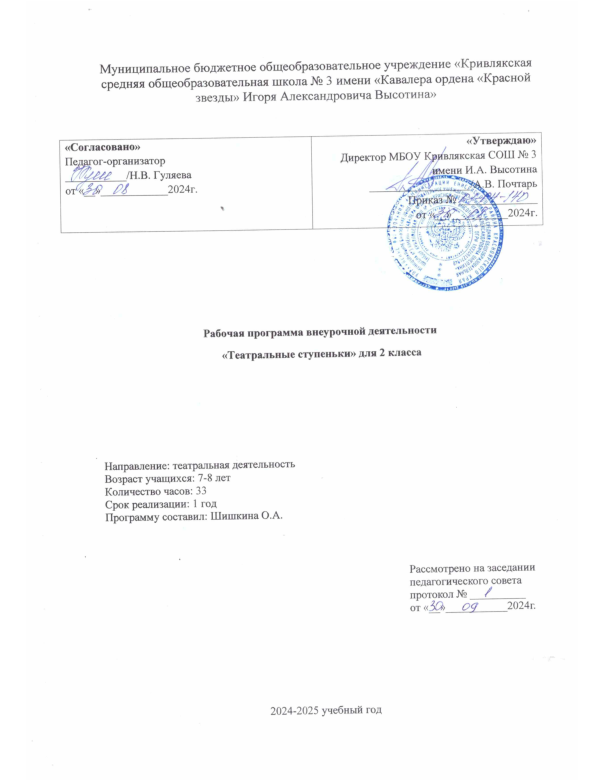 Муниципальное бюджетное общеобразовательное учреждение «Кривлякская
средняя общеобразовательная школа № 3 имени «Кавалера ордена «Красной
звезды» Игоря Александровича Высотина»
«Согласовано»
Педагог-организатор
/Н.В. Гуляева
от «30» 08 2024г.
«Утверждаю»
Директор МБОУ Кривлякская СОШ № 3
имени И.А. Высотина
А.В. Почтарь
Приказ №
от « » 2024г.
Рабочая программа внеурочной деятельности
«Театральные ступеньки» для 2 класса
Направление: театральная деятельность
Возраст учащихся: 7-8 лет
Количество часов: 33
Срок реализации: 1 год
Программу составил: Шишкина О.А.
Рассмотрено на заседании
педагогического совета
протокол № 1
от «30» 09 2024г.
2024-2025 учебный год